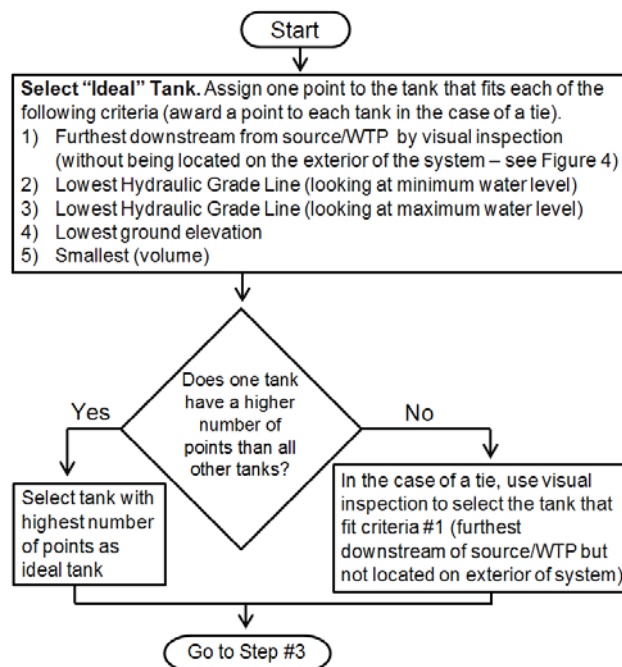 Start
Select “Ideal” Tank. Assign one point to the tank that fits each of the
following criteria (award a point to each tank in the case of a tie).
1) Furthest downstream from source/WTP by visual inspection
(without being located on the exterior of the system – see Figure 4)
2) Lowest Hydraulic Grade Line (looking at minimum water level)
3) Lowest Hydraulic Grade Line (looking at maximum water level)
4) Lowest ground elevation
5) Smallest (volume)
Does one tank
have a higher
number of
points than all
other tanks?
Yes
No
Select tank with
highest number
of points as
ideal tank
In the case of a tie, use visual
inspection to select the tank that
fit criteria #1 (furthest
downstream of source/WTP but
not located on exterior of system)
Go to Step #3